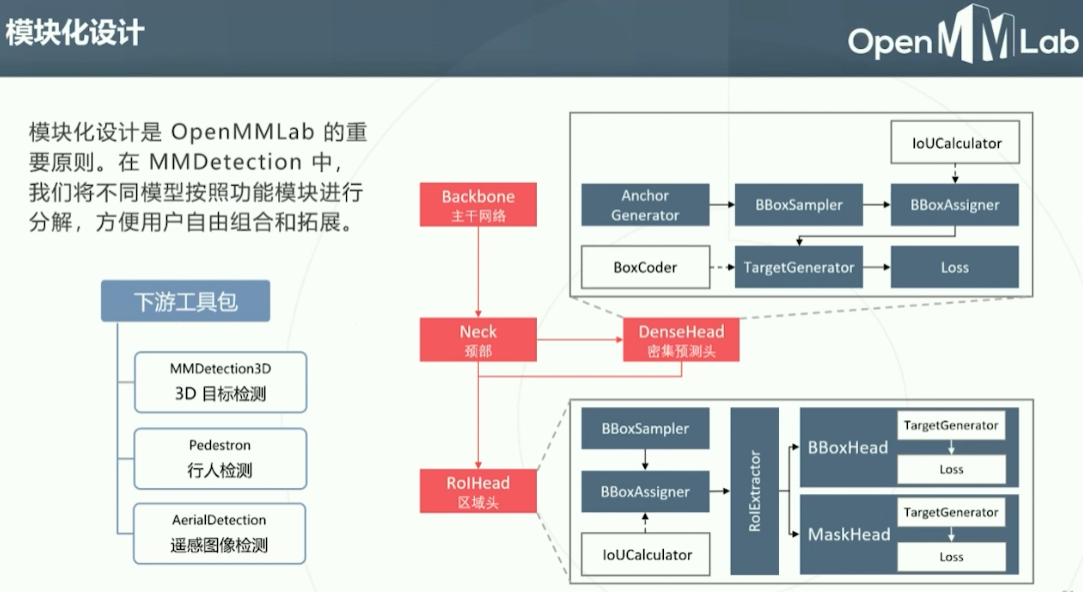 模块化设计
OpenMMLab
模块化设计是 OpenMMLab 的重
要原则。在 MMDetection 中，
我们将不同模型按照功能模块进行
分解，方便用户自由组合和拓展。
下游工具包
MMDetection3D
3D 目标检测
Pedestron
行人检测
AerialDetection
遥感图像检测
Backbone
主干网络
Neck
颈部
DenseHead
密集预测头
RoIHead
区域头
IoUCalculator
Anchor
Generator
BBoxSampler
BBoxAssigner
BoxCoder
TargetGenerator
Loss
BBoxSampler
BBoxAssigner
IoUCalculator
RoIExtractor
BBoxHead
TargetGenerator
Loss
MaskHead
TargetGenerator
Loss